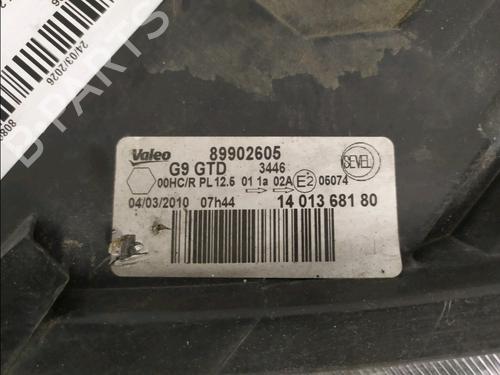 24/03/2026
B-PARTS
Valeo 89902605
G9 GTD 3446
SEVEL
00HC/R PL 12.5 01 1a 02A E2 05074
04/03/2010 07h44 14 013 681 80